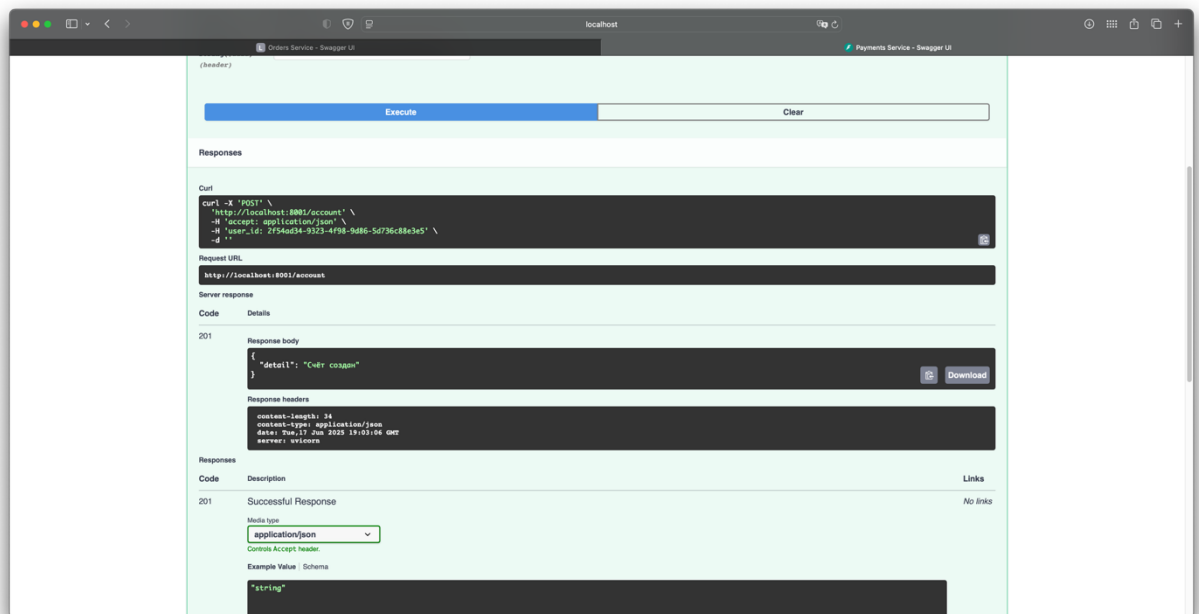 localhost
Orders Service – Swagger UI
Payments Service – Swagger UI
(header)
Execute
Clear
Responses
Curl
curl -X 'POST' \
'http://localhost:8001/account' \
-H 'accept: application/json' \
-H 'user_id: 2f54ad34-9323-4f98-9d86-5d736c88e3e5' \
-d ''
Request URL
http://localhost:8001/account
Server response
Code Details
201
Response body
{
"detail": "Счёт создан"
}
Download
Response headers
content-length: 34
content-type: application/json
date: Tue,17 Jun 2025 19:03:06 GMT
server: uvicorn
Responses
Code Description Links
201 Successful Response No links
Media type
application/json
Controls Accept header.
Example Value Schema
"string"